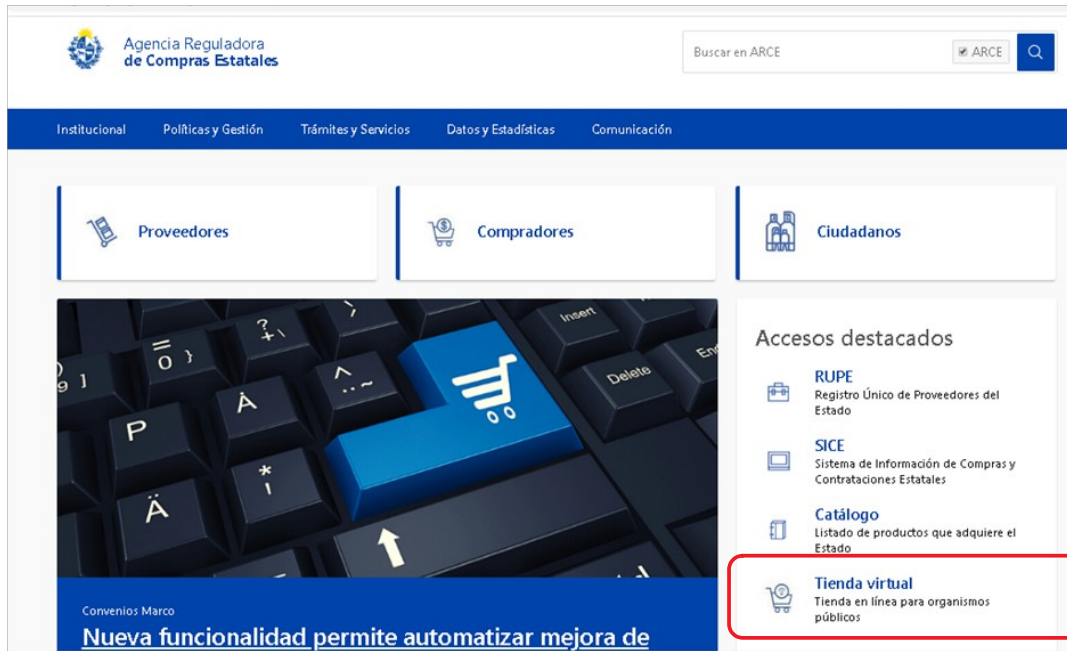 Agencia Reguladora
de Compras Estatales
Buscar en ARCE
ARCE
Institucional
Políticas y Gestión
Trámites y Servicios
Datos y Estadísticas
Comunicación
Proveedores
Compradores
Ciudadanos
Insert
Delete
P
Å
Ä
Convenios Marco
Nueva funcionalidad permite automatizar mejora de
Accesos destacados
RUPE
Registro Único de Proveedores del
Estado
SICE
Sistema de Información de Compras y
Contrataciones Estatales
Catálogo
Listado de productos que adquiere el
Estado
Tienda virtual
Tienda en línea para organismos
públicos